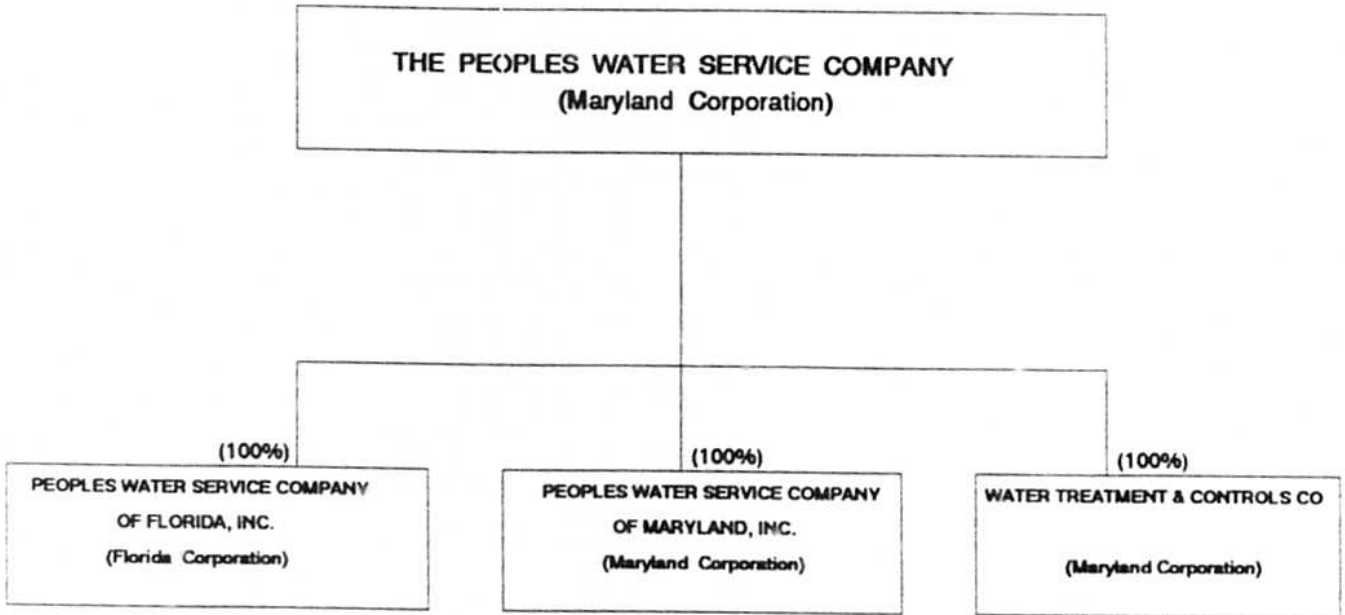 THE PEOPLES WATER SERVICE COMPANY
(Maryland Corporation)
(100%)
PEOPLES WATER SERVICE COMPANY
OF FLORIDA, INC.
(Florida Corporation)
(100%)
PEOPLES WATER SERVICE COMPANY
OF MARYLAND, INC.
(Maryland Corporation)
(100%)
WATER TREATMENT & CONTROLS CO
(Maryland Corporation)